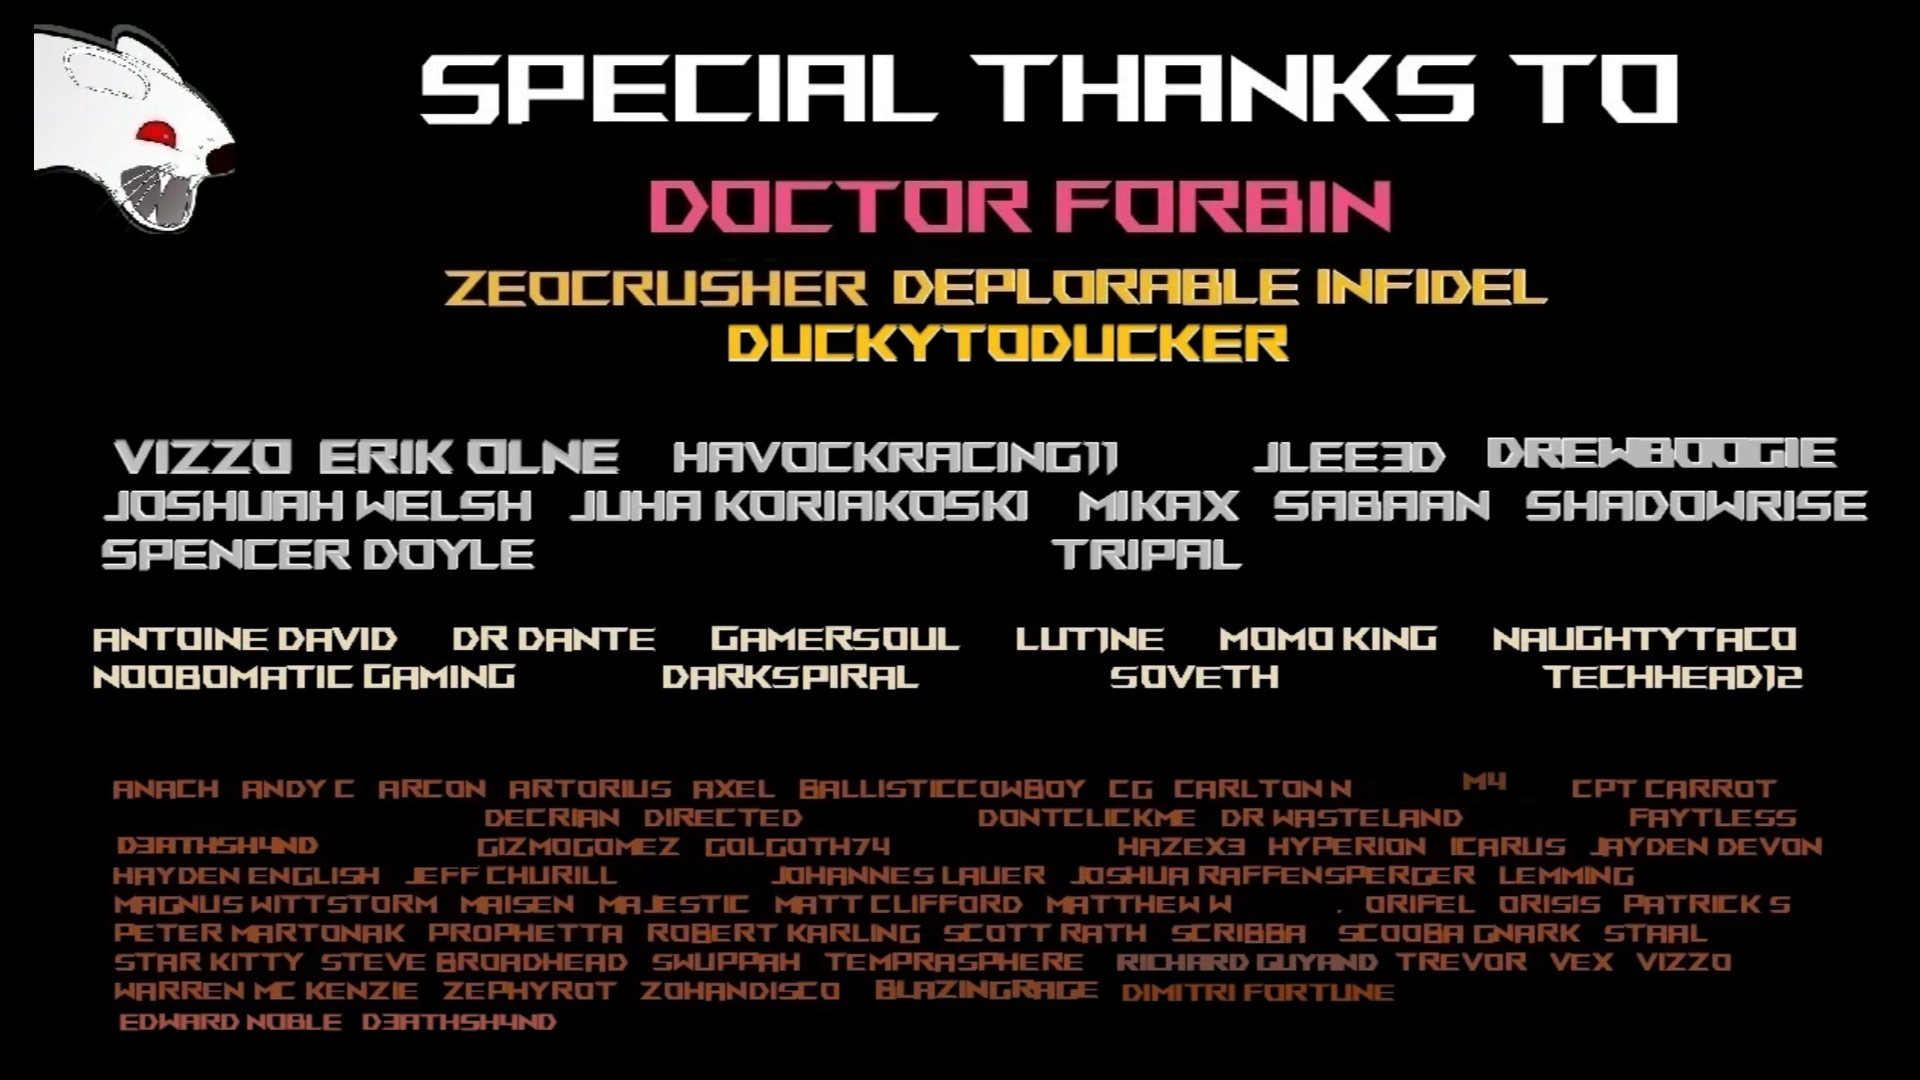 SPECIAL THANKS TO
DOCTOR FORBIN
ZEOCRUSHER DEPLORABLE INFIDEL
DUCKYTODUCKER
VIZZO ERIK OLNE HAVOCKRACING11 JLEE3D DREWBOOGIE
JOSHUAH WELSH JUHA KORIAKOSKI MIKAX SABAAN SHADOWRISE
SPENCER DOYLE TRIPAL
ANTOINE DAVID DR DANTE GAMERSOUL LUT1NE MOMO KING NAUGHTYTACO
NOOBOMATIC GAMING DARKSPIRAL SOVETH TECHHEAD12
ANACH ANDY C ARCON ARTORIUS AXEL BALLISTICCOWBOY CG CARLTON N M4 CPT CARROT
DECRIAN DIRECTED DONTCLICKME DR WASTELAND FAYTLESS
D3ATHSH4ND GIZMOGOMEZ GOLGOTH74 HAZEX3 HYPERION ICARUS JAYDEN DEVON
HAYDEN ENGLISH JEFF CHURILL JOHANNES LAUER JOSHUA RAFFENSPERGER LEMMING
MAGNUS WITTSTORM MAISEN MAJESTIC MATT CLIFFORD MATTHEW W . ORIFEL ORISIS PATRICK S
PETER MARTONAK PROPHETTA ROBERT KARLING SCOTT RATH SCRIBBA SCOOBA GNARK STAAL
STAR KITTY STEVE BROADHEAD SWUPPAH TEMPRASPHERE RICHARD GUYAND TREVOR VEX VIZZO
WARREN MC KENZIE ZEPHYROT ZOHANDISCO BLAZINGRAGE DIMITRI FORTUNE
EDWARD NOBLE D3ATHSH4ND